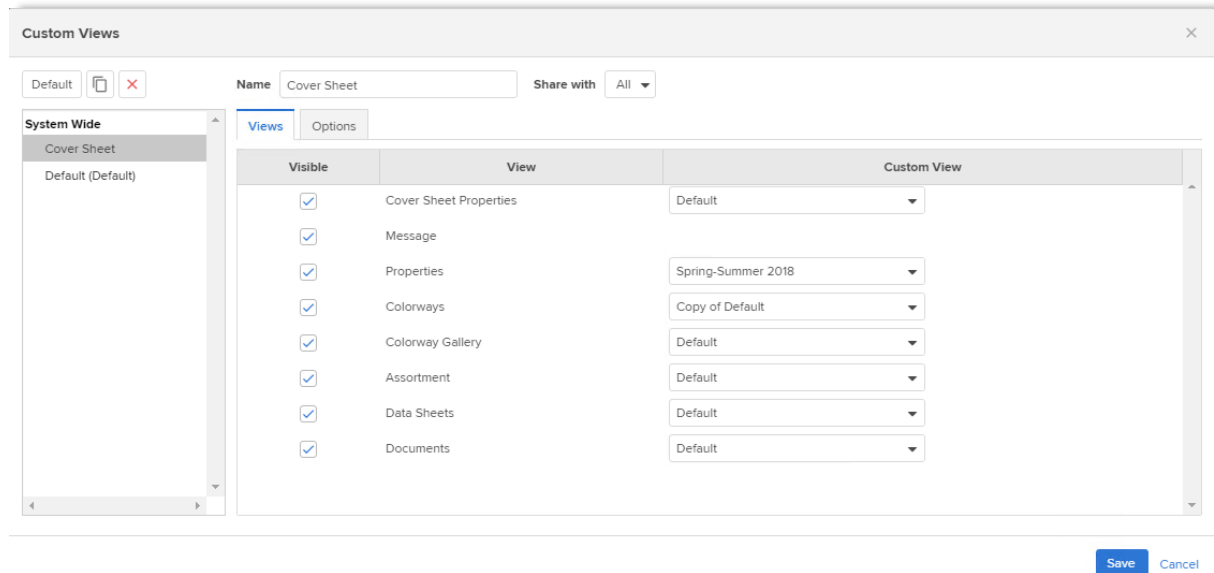 Custom Views
Default Name Cover Sheet Share with All
System Wide
Cover Sheet
Default (Default)
Views Options
Visible View Custom View
Cover Sheet Properties Default
Message
Properties Spring-Summer 2018
Colorways Copy of Default
Colorway Gallery Default
Assortment Default
Data Sheets Default
Documents Default
Save Cancel